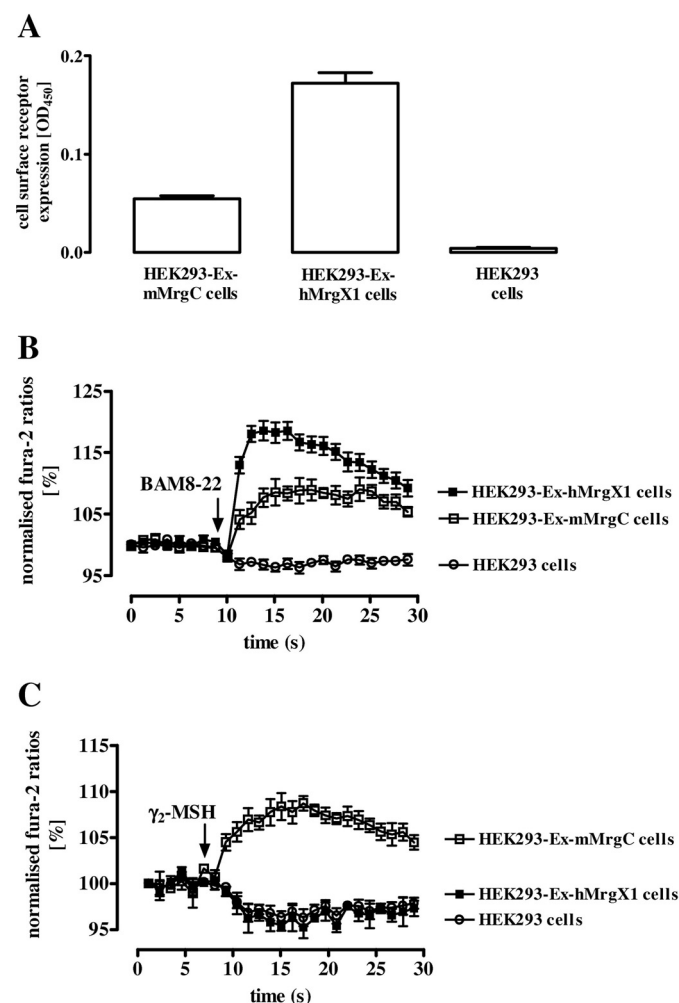 A
cell surface receptor
expression [OD450]
0.2
0.1
0.0
HEK293-Ex-
mMrgC cells
HEK293-Ex-
hMrgX1 cells
HEK293
cells
B
normalised fura-2 ratios
[%]
125
115
105
95
BAM8-22
HEK293-Ex-hMrgX1 cells
HEK293-Ex-mMrgC cells
HEK293 cells
0 5 10 15 20 25 30
time (s)
C
normalised fura-2 ratios
[%]
115
110
105
100
95
γ2-MSH
HEK293-Ex-mMrgC cells
HEK293-Ex-hMrgX1 cells
HEK293 cells
0 5 10 15 20 25 30
time (s)